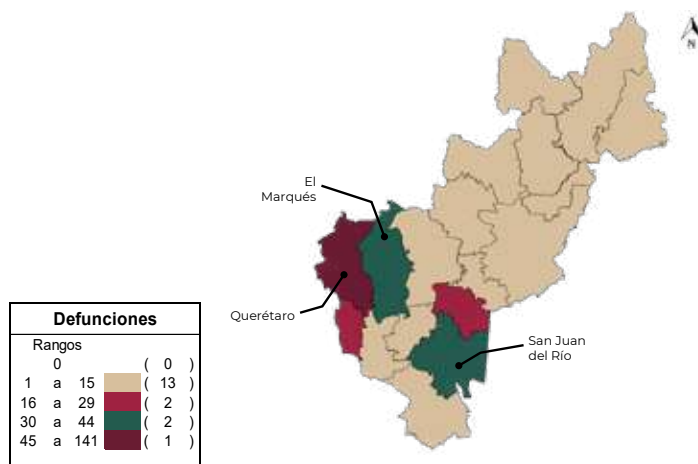 N
El
Marqués
Querétaro
San Juan
del Río
Defunciones
Rangos
0 ( 0 )
1 a 15 ( 13 )
16 a 29 ( 2 )
30 a 44 ( 2 )
45 a 141 ( 1 )